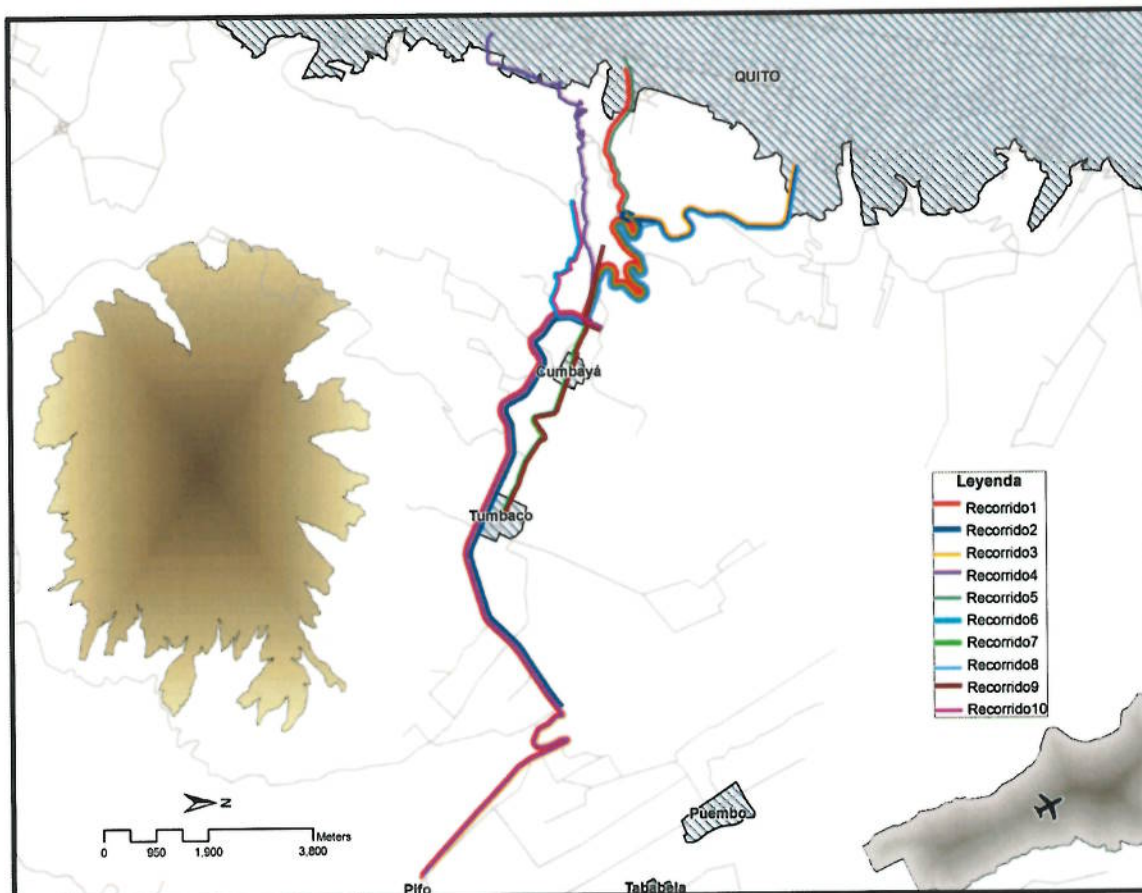 QUITO
Cumbayá
Tumbaco
Leyenda
Recorrido1
Recorrido2
Recorrido3
Recorrido4
Recorrido5
Recorrido6
Recorrido7
Recorrido8
Recorrido9
Recorrido10
N
Meters
0 950 1,900 3,800
Puembo
Pifo
Tababela